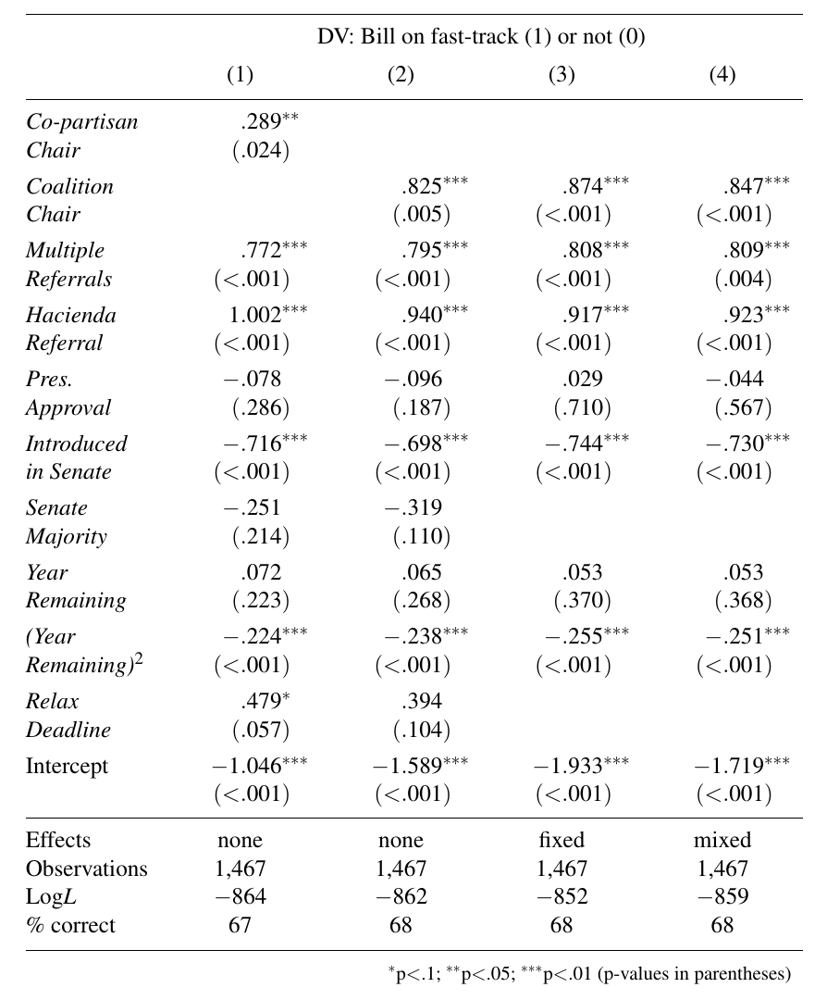 DV: Bill on fast-track (1) or not (0)
(1) (2) (3) (4)
Co-partisan .289**
Chair (.024)
Coalition .825*** .874*** .847***
Chair (.005) (<.001) (<.001)
Multiple .772*** .795*** .808*** .809***
Referrals (<.001) (<.001) (<.001) (.004)
Hacienda 1.002*** .940*** .917*** .923***
Referral (<.001) (<.001) (<.001) (<.001)
Pres. −.078 −.096 .029 −.044
Approval (.286) (.187) (.710) (.567)
Introduced −.716*** −.698*** −.744*** −.730***
in Senate (<.001) (<.001) (<.001) (<.001)
Senate −.251 −.319
Majority (.214) (.110)
Year .072 .065 .053 .053
Remaining (.223) (.268) (.370) (.368)
(Year −.224*** −.238*** −.255*** −.251***
Remaining)² (<.001) (<.001) (<.001) (<.001)
Relax .479* .394
Deadline (.057) (.104)
Intercept −1.046*** −1.589*** −1.933*** −1.719***
(<.001) (<.001) (<.001) (<.001)
Effects none none fixed mixed
Observations 1,467 1,467 1,467 1,467
LogL −864 −862 −852 −859
% correct 67 68 68 68
*p<.1; **p<.05; ***p<.01 (p-values in parentheses)